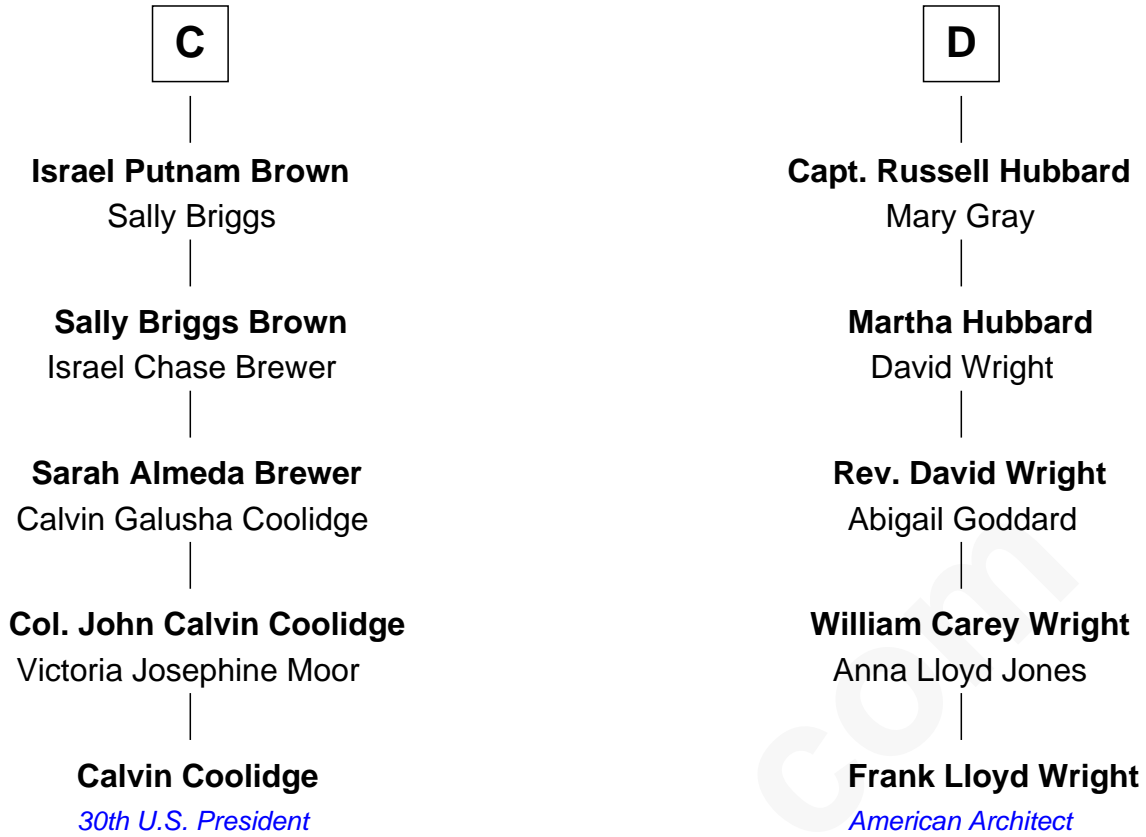 C
Israel Putnam Brown
Sally Briggs
Sally Briggs Brown
Israel Chase Brewer
Sarah Almeda Brewer
Calvin Galusha Coolidge
Col. John Calvin Coolidge
Victoria Josephine Moor
Calvin Coolidge
30th U.S. President
D
Capt. Russell Hubbard
Mary Gray
Martha Hubbard
David Wright
Rev. David Wright
Abigail Goddard
William Carey Wright
Anna Lloyd Jones
Frank Lloyd Wright
American Architect
com